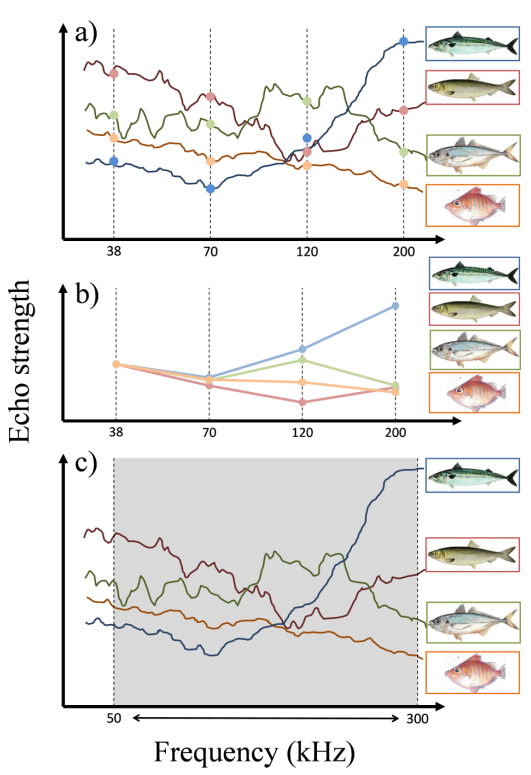 a)
38 70 120 200
b)
38 70 120 200
Echo strength
c)
50 300
Frequency (kHz)